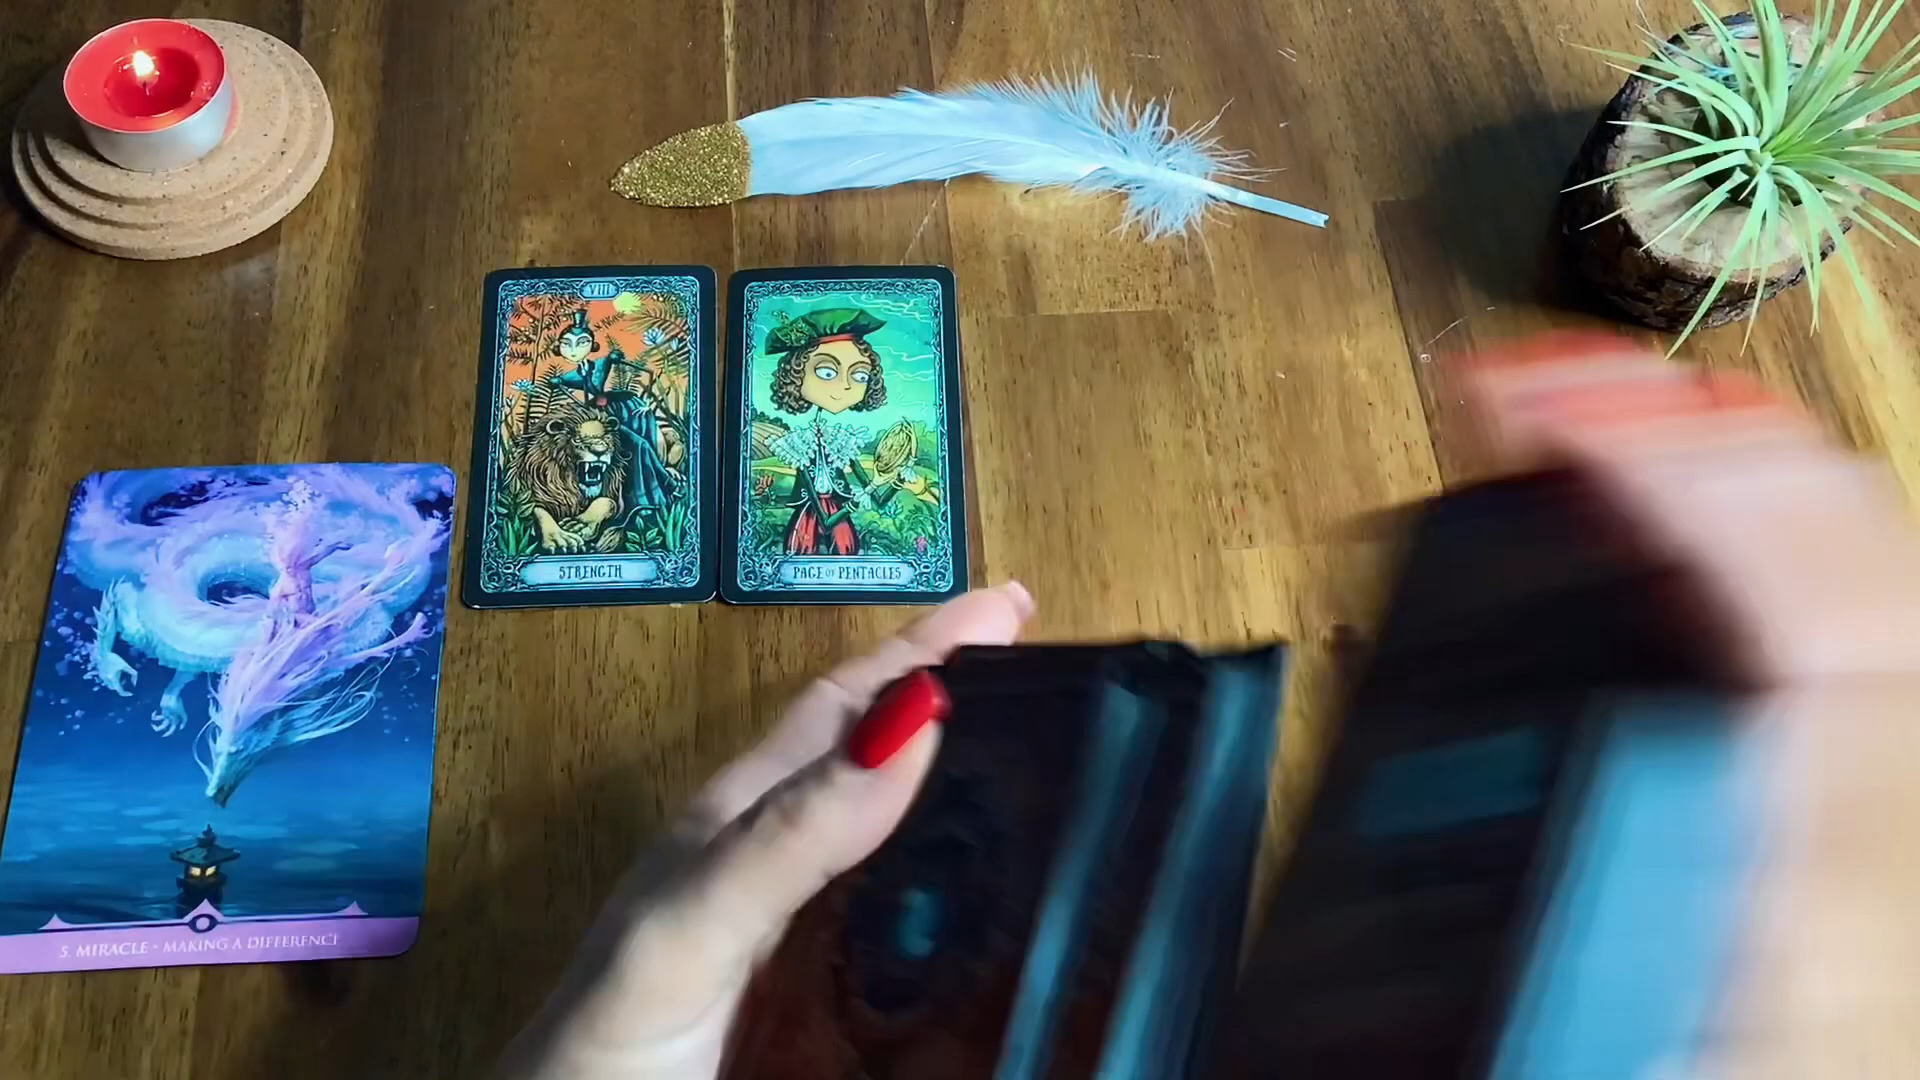 VIII
STRENGTH
PAGE OF PENTACLES
5. MIRACLE - MAKING A DIFFERENCE